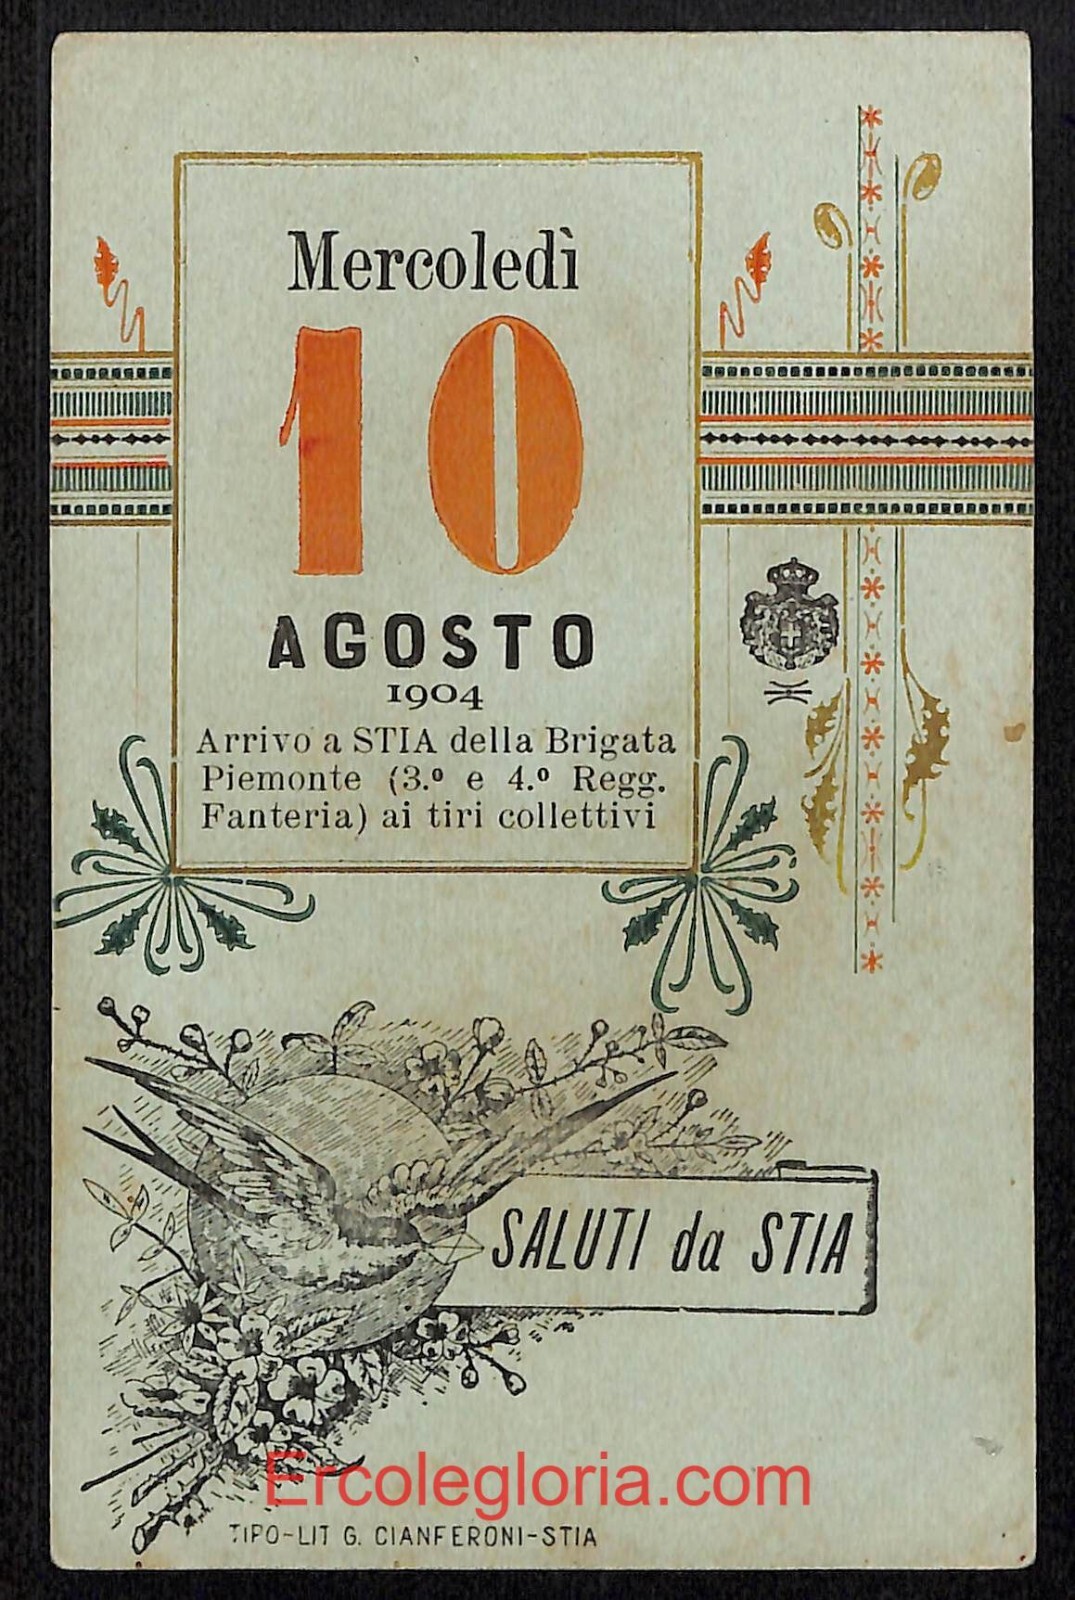 Mercoledì
10
AGOSTO
1904
Arrivo a STIA della Brigata
Piemonte (3.º e 4.º Regg.
Fanteria) ai tiri collettivi
SALUTI da STIA
Ercolegloria.com
TIPO-LIT G. CIANFERONI-STIA